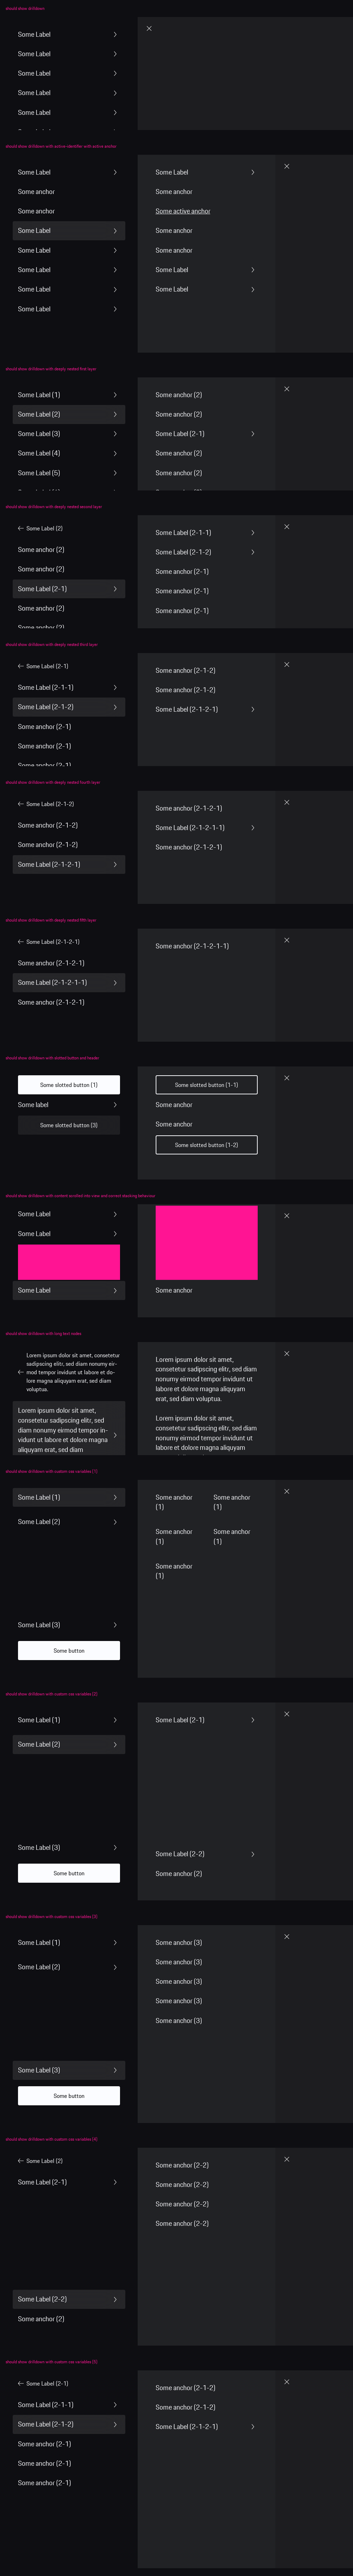 should show drilldown
Some Label
Some Label
Some Label
Some Label
Some Label
should show drilldown with active-identifier with active anchor
Some Label
Some anchor
Some anchor
Some Label
Some Label
Some Label
Some Label
Some Label
Some Label
Some anchor
Some active anchor
Some anchor
Some anchor
Some Label
Some Label
should show drilldown with deeply nested first layer
Some Label (1)
Some Label (2)
Some Label (3)
Some Label (4)
Some Label (5)
Some anchor (2)
Some anchor (2)
Some Label (2-1)
Some anchor (2)
Some anchor (2)
should show drilldown with deeply nested second layer
Some Label (2)
Some anchor (2)
Some anchor (2)
Some Label (2-1)
Some anchor (2)
Some anchor (2)
Some Label (2-1-1)
Some Label (2-1-2)
Some anchor (2-1)
Some anchor (2-1)
Some anchor (2-1)
should show drilldown with deeply nested third layer
Some Label (2-1)
Some Label (2-1-1)
Some Label (2-1-2)
Some anchor (2-1)
Some anchor (2-1)
Some anchor (2-1)
Some anchor (2-1-2)
Some anchor (2-1-2)
Some Label (2-1-2-1)
should show drilldown with deeply nested fourth layer
Some Label (2-1-2)
Some anchor (2-1-2)
Some anchor (2-1-2)
Some Label (2-1-2-1)
Some anchor (2-1-2-1)
Some Label (2-1-2-1-1)
Some anchor (2-1-2-1)
should show drilldown with deeply nested fifth layer
Some Label (2-1-2-1)
Some anchor (2-1-2-1)
Some Label (2-1-2-1-1)
Some anchor (2-1-2-1)
Some anchor (2-1-2-1-1)
should show drilldown with slotted button and header
Some slotted button (1)
Some label
Some slotted button (3)
Some slotted button (1-1)
Some anchor
Some anchor
Some slotted button (1-2)
should show drilldown with content scrolled into view and correct stacking behaviour
Some Label
Some Label
Some Label
Some anchor
should show drilldown with long text nodes
Lorem ipsum dolor sit amet, consetetur
sadipscing elitr, sed diam nonumy eir-
mod tempor invidunt ut labore et do-
lore magna aliquyam erat, sed diam
voluptua.
Lorem ipsum dolor sit amet,
consetetur sadipscing elitr, sed
diam nonumy eirmod tempor in-
vidunt ut labore et dolore magna
aliquyam erat, sed diam
Lorem ipsum dolor sit amet,
consetetur sadipscing elitr, sed diam
nonumy eirmod tempor invidunt ut
labore et dolore magna aliquyam
erat, sed diam voluptua.
Lorem ipsum dolor sit amet,
consetetur sadipscing elitr, sed diam
nonumy eirmod tempor invidunt ut
labore et dolore magna aliquyam
should show drilldown with custom css variables (1)
Some Label (1)
Some Label (2)
Some Label (3)
Some button
Some anchor
(1)
Some anchor
(1)
Some anchor
(1)
Some anchor
(1)
Some anchor
(1)
should show drilldown with custom css variables (2)
Some Label (1)
Some Label (2)
Some Label (3)
Some button
Some Label (2-1)
Some Label (2-2)
Some anchor (2)
should show drilldown with custom css variables (3)
Some Label (1)
Some Label (2)
Some Label (3)
Some button
Some anchor (3)
Some anchor (3)
Some anchor (3)
Some anchor (3)
Some anchor (3)
should show drilldown with custom css variables (4)
Some Label (2)
Some Label (2-1)
Some Label (2-2)
Some anchor (2)
Some anchor (2-2)
Some anchor (2-2)
Some anchor (2-2)
Some anchor (2-2)
should show drilldown with custom css variables (5)
Some Label (2-1)
Some Label (2-1-1)
Some Label (2-1-2)
Some anchor (2-1)
Some anchor (2-1)
Some anchor (2-1)
Some anchor (2-1-2)
Some anchor (2-1-2)
Some Label (2-1-2-1)